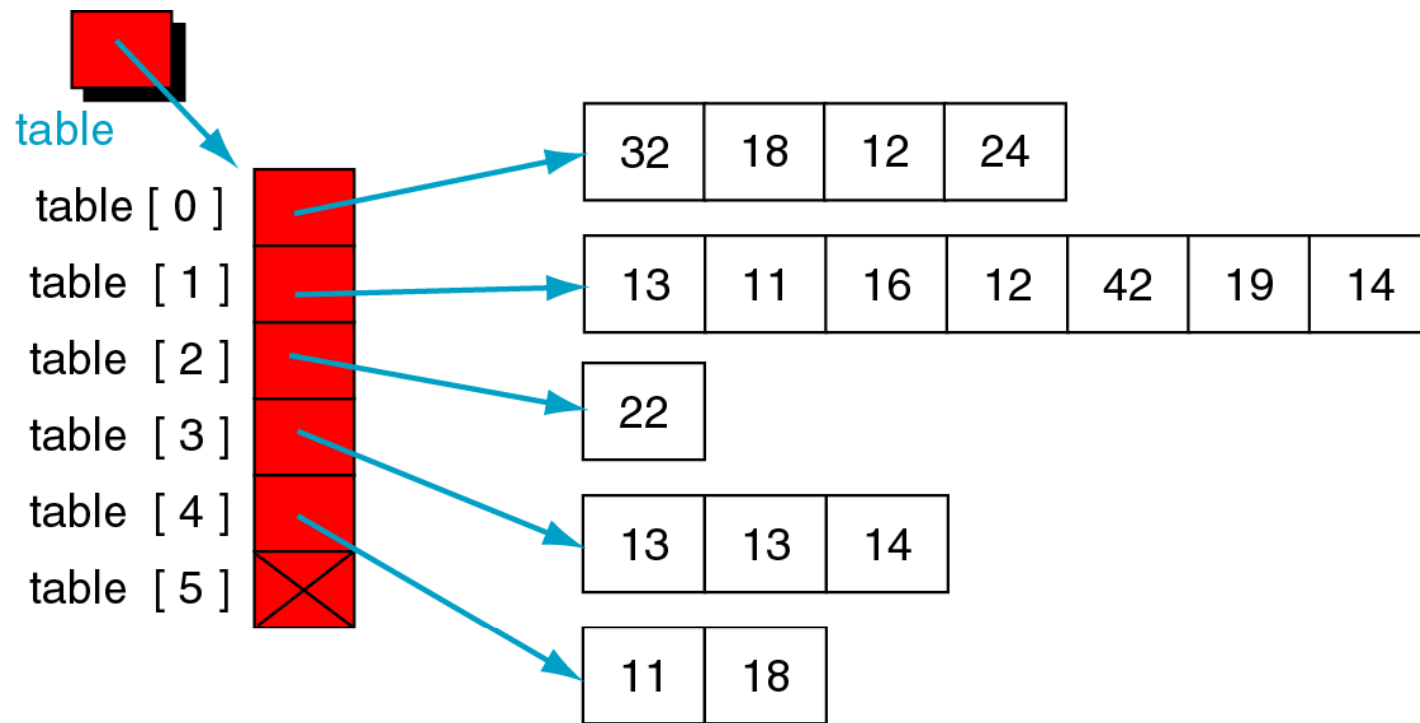 table
table [ 0 ]
32 18 12 24
table [ 1 ]
13 11 16 12 42 19 14
table [ 2 ]
22
table [ 3 ]
13 13 14
table [ 4 ]
table [ 5 ]
11 18